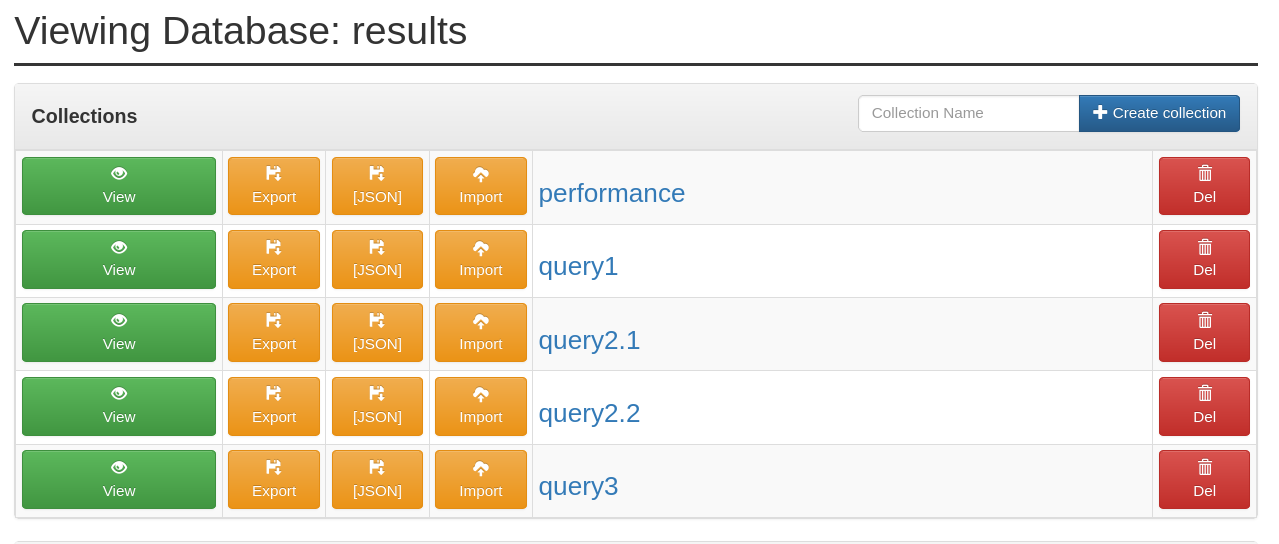 Viewing Database: results
Collections
Collection Name
Create collection
View Export [JSON] Import performance Del
View Export [JSON] Import query1 Del
View Export [JSON] Import query2.1 Del
View Export [JSON] Import query2.2 Del
View Export [JSON] Import query3 Del